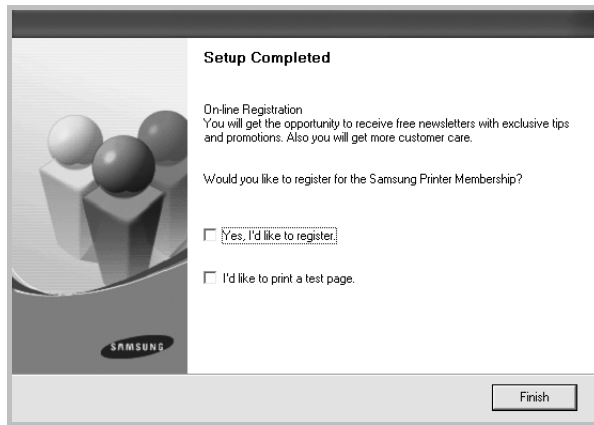 Setup Completed
On-line Registration
You will get the opportunity to receive free newsletters with exclusive tips
and promotions. Also you will get more customer care.
Would you like to register for the Samsung Printer Membership?
Yes, I'd like to register.
I'd like to print a test page.
SAMSUNG
Finish